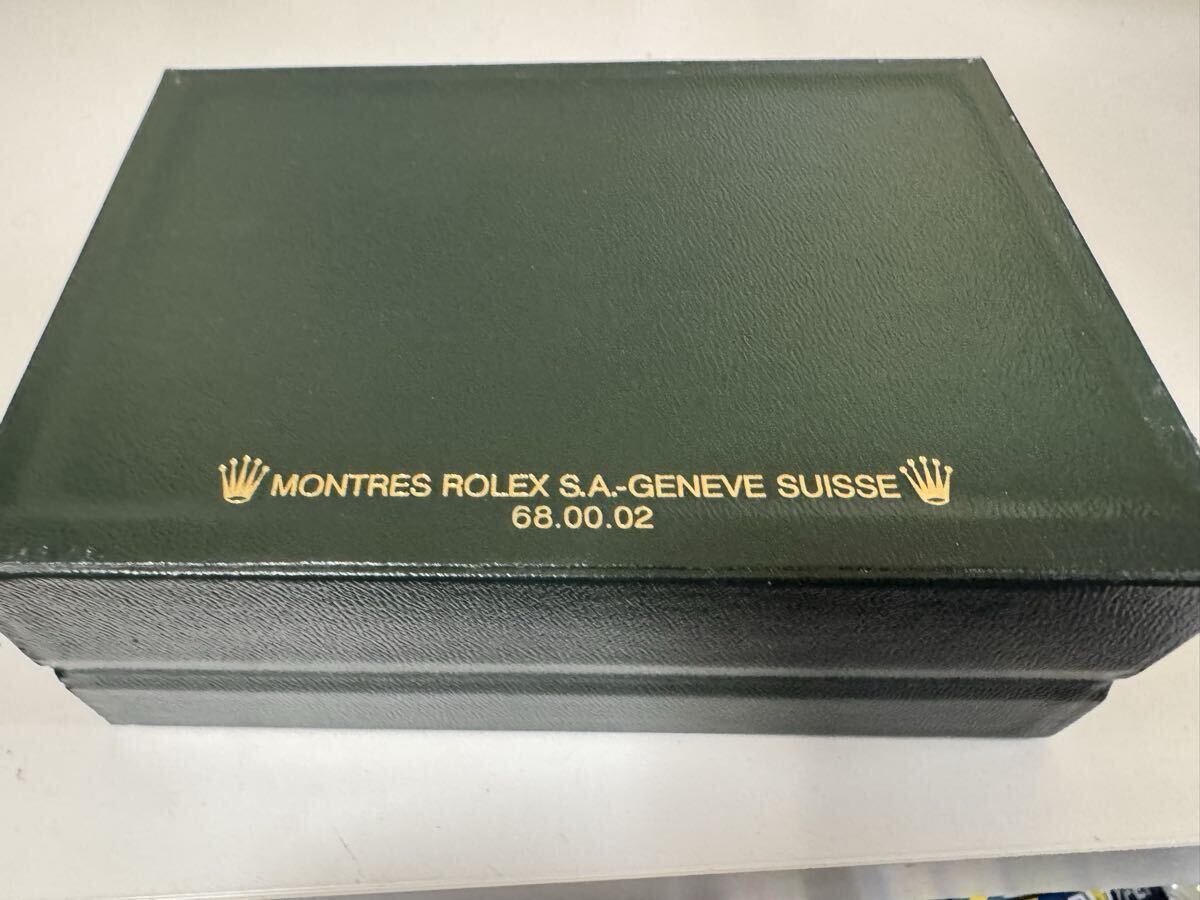 MONTRES ROLEX S.A.-GENEVE SUISSE
68.00.02